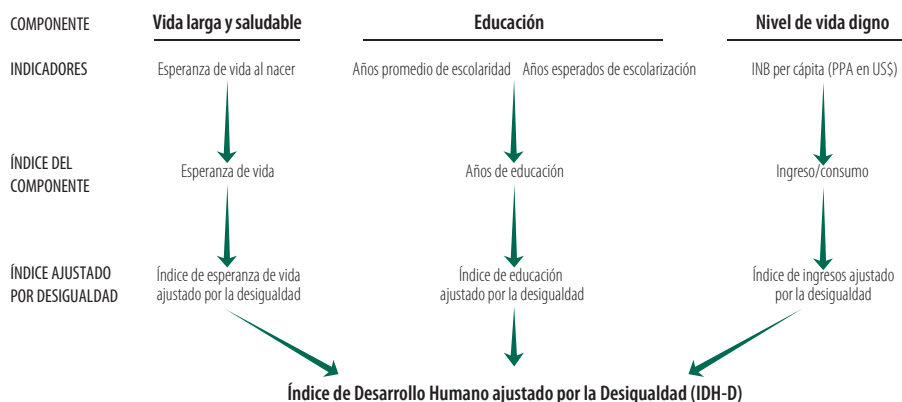 COMPONENTE
Vida larga y saludable
Educación
Nivel de vida digno
INDICADORES
Esperanza de vida al nacer
Años promedio de escolaridad
Años esperados de escolarización
INB per cápita (PPA en US$)
ÍNDICE DEL
COMPONENTE
Esperanza de vida
Años de educación
Ingreso/consumo
ÍNDICE AJUSTADO
POR DESIGUALDAD
Índice de esperanza de vida
ajustado por la desigualdad
Índice de educación
ajustado por la desigualdad
Índice de ingresos ajustado
por la desigualdad
Índice de Desarrollo Humano ajustado por la Desigualdad (IDH-D)